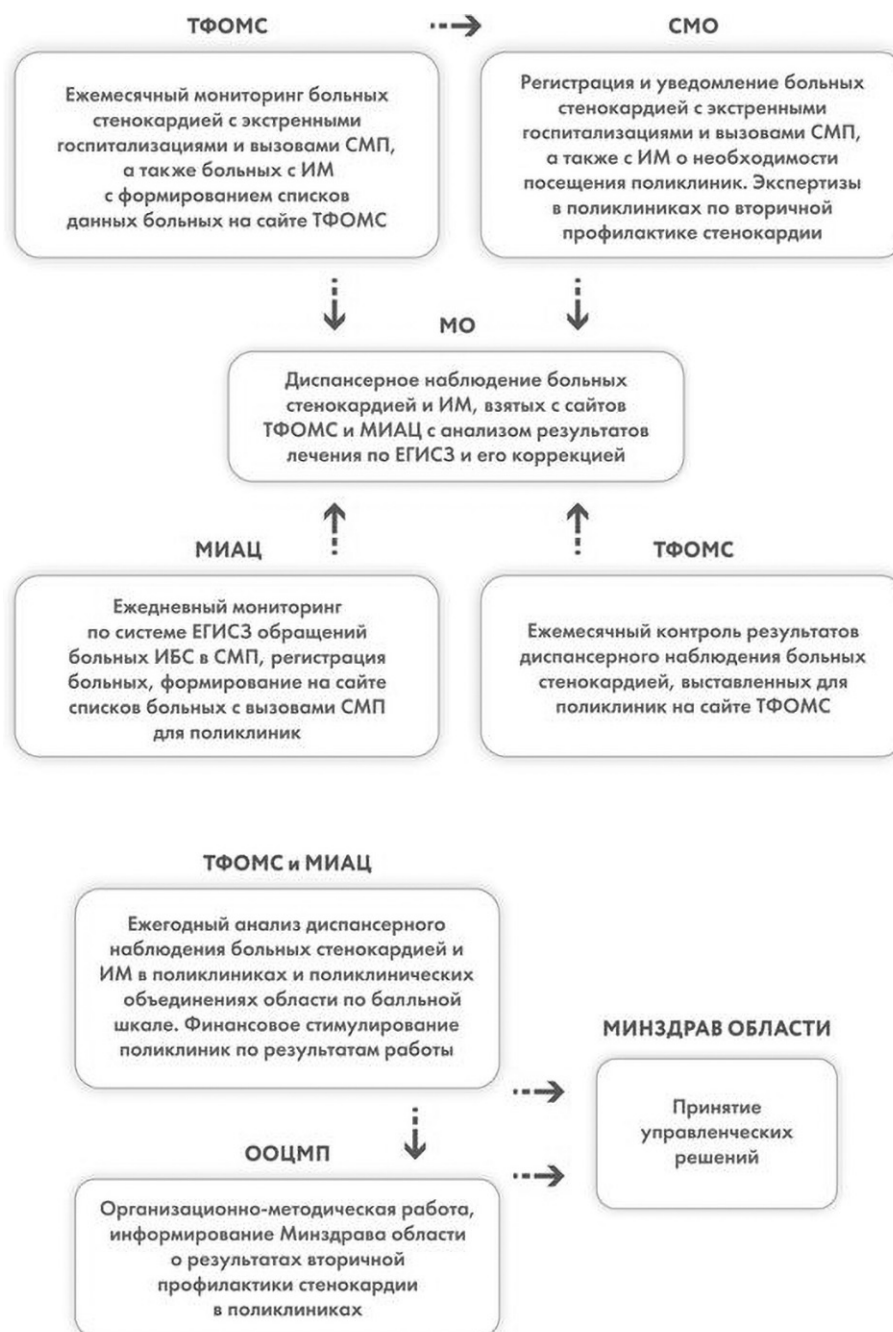 ТФОМС
Ежемесячный мониторинг больных
стенокардией с экстренными
госпитализациями и вызовами СМП,
а также больных с ИМ
с формированием списков
данных больных на сайте ТФОМС
СМО
Регистрация и уведомление больных
стенокардией с экстренными
госпитализациями и вызовами СМП,
а также с ИМ о необходимости
посещения поликлиник. Экспертизы
в поликлиниках по вторичной
профилактике стенокардии
МО
Диспансерное наблюдение больных
стенокардией и ИМ, взятых с сайтов
ТФОМС и МИАЦ с анализом результатов
лечения по ЕГИСЗ и его коррекцией
МИАЦ
Ежедневный мониторинг
по системе ЕГИСЗ обращений
больных ИБС в СМП, регистрация
больных, формирование на сайте
списков больных с вызовами СМП
для поликлиник
ТФОМС
Ежемесячный контроль результатов
диспансерного наблюдения больных
стенокардией, выставленных для
поликлиник на сайте ТФОМС
ТФОМС и МИАЦ
Ежегодный анализ диспансерного
наблюдения больных стенокардией и
ИМ в поликлиниках и поликлинических
объединениях области по балльной
шкале. Финансовое стимулирование
поликлиник по результатам работы
МИНЗДРАВ ОБЛАСТИ
Принятие
управленческих
решений
ООЦМП
Организационно-методическая работа,
информирование Минздрава области
о результатах вторичной
профилактики стенокардии
в поликлиниках